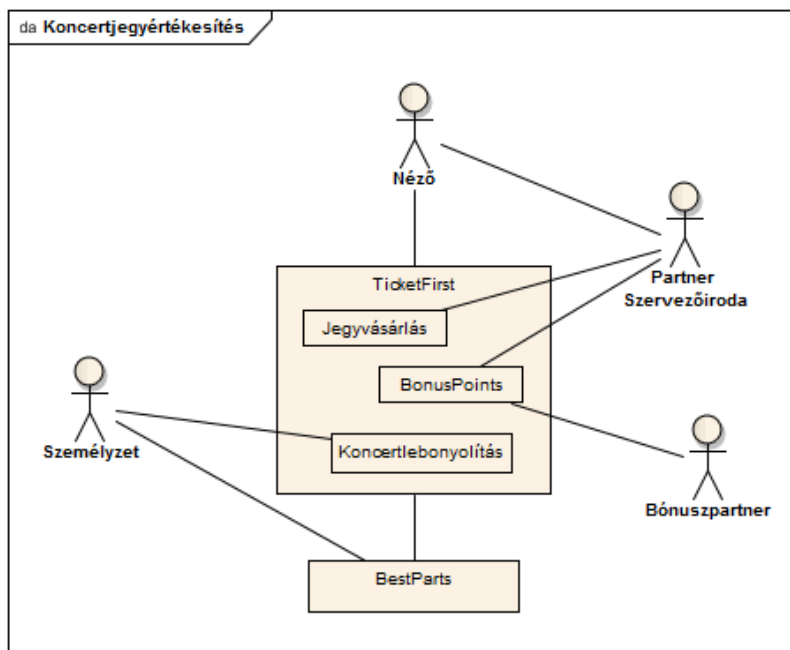 da Koncertjegyértékesítés
Néző
Partner
Szervezőiroda
TicketFirst
Jegyvásárlás
BonusPoints
Személyzet
Koncertlebonyolítás
Bónuszpartner
BestParts